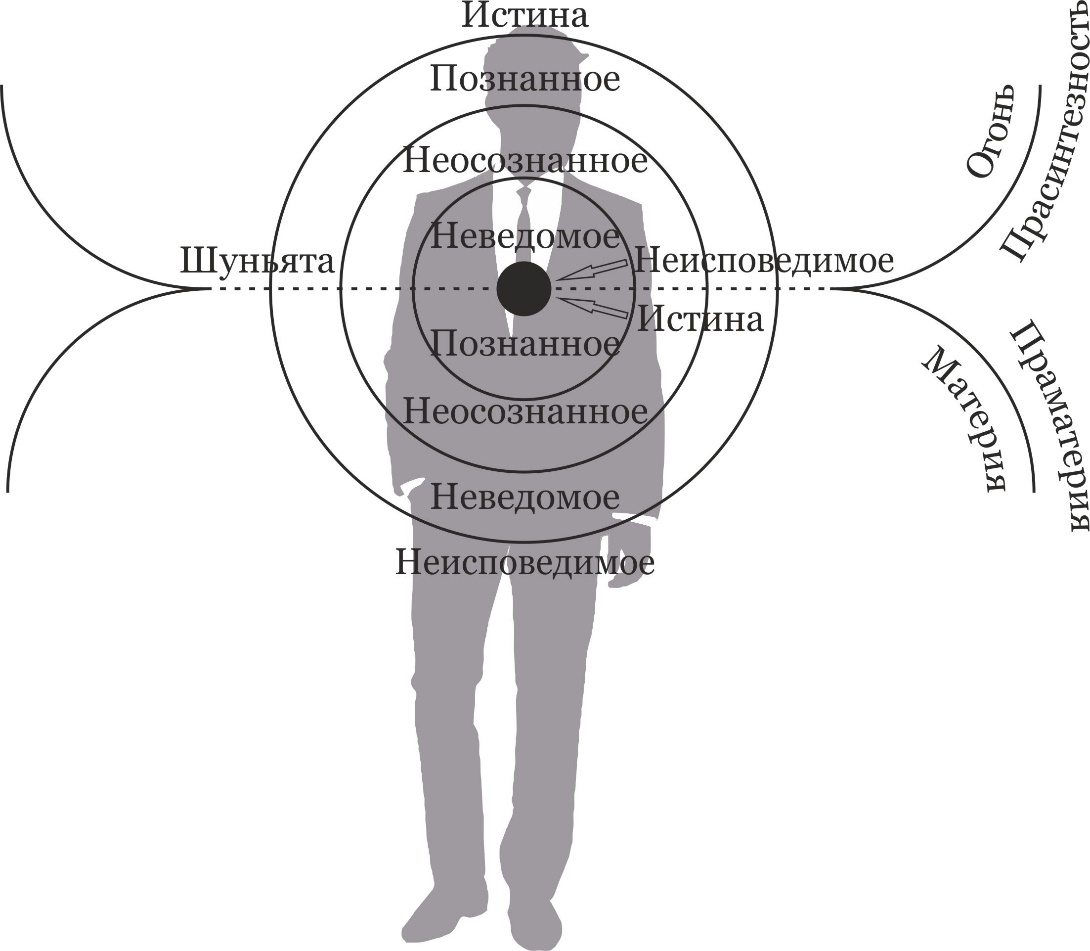 Истина
Познанное
Неосознанное
Неведомое
Шуньята
Неисповедимое
Истина
Познанное
Неосознанное
Неведомое
Неисповедимое
Огонь
Прасинтезность
Материя
Праматерия